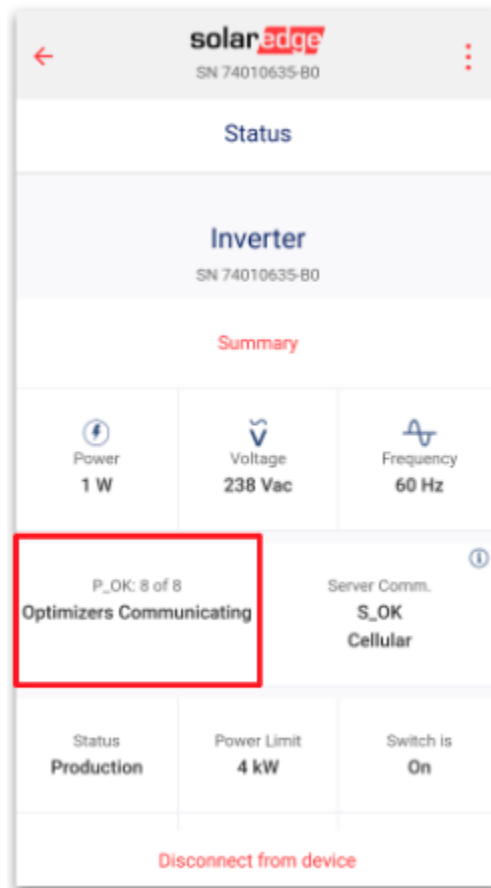 solaredge
SN 74010635-B0
Status
Inverter
SN 74010635-B0
Summary
Power
1 W
Voltage
238 Vac
Frequency
60 Hz
P_OK: 8 of 8
Optimizers Communicating
Server Comm.
S_OK
Cellular
Status
Production
Power Limit
4 kW
Switch is
On
Disconnect from device